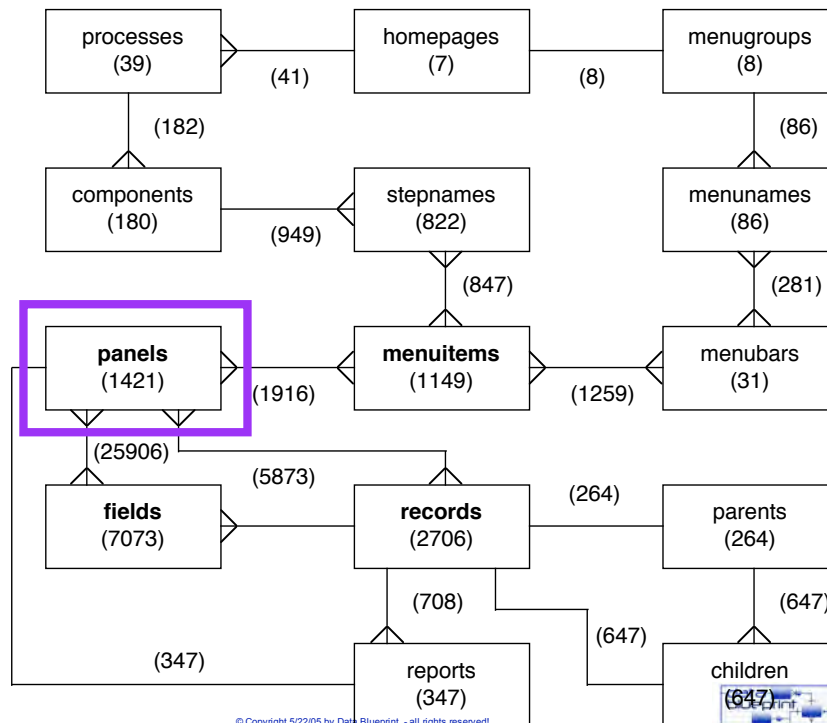 processes
(39)
homepages
(7)
menugroups
(8)
(41)
(8)
(182)
(86)
components
(180)
stepnames
(822)
menunames
(86)
(949)
(847)
(281)
panels
(1421)
menuitems
(1149)
menubars
(31)
(1916)
(1259)
(25906)
(5873)
(264)
fields
(7073)
records
(2706)
parents
(264)
(708)
(647)
(647)
(347)
reports
(347)
children
(647)
© Copyright 5/22/05 by Data Blueprint - all rights reserved!